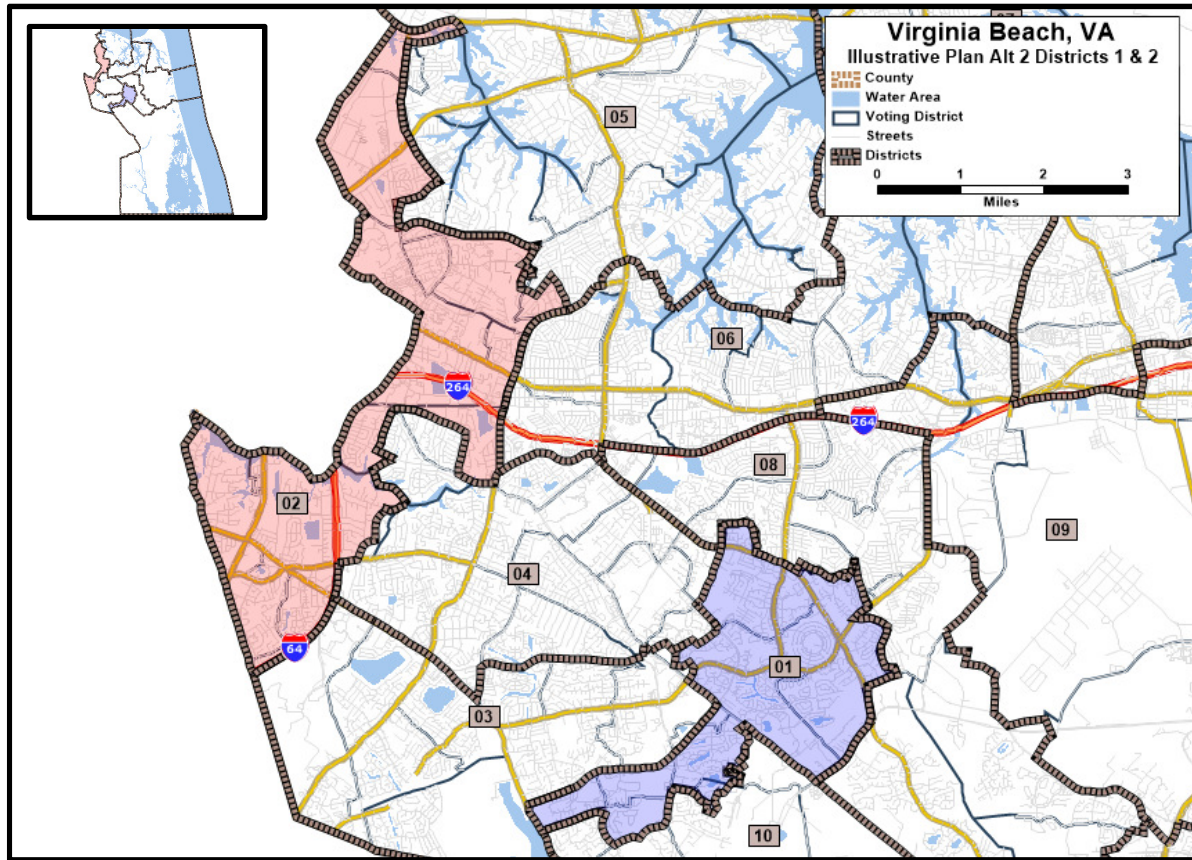 Virginia Beach, VA
Illustrative Plan Alt 2 Districts 1 & 2
County
Water Area
Voting District
Streets
Districts
0 1 2 3
Miles
05
06
264
264
08
02
09
04
01
64
03
10